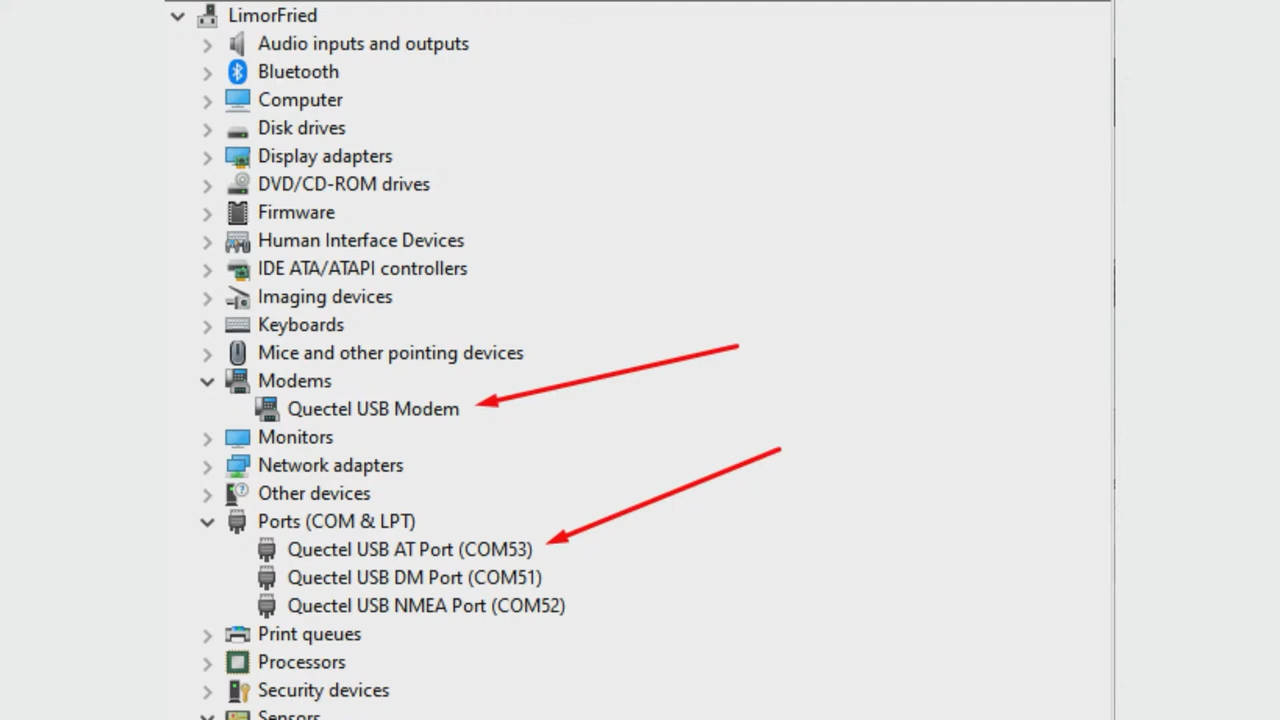 LimorFried
Audio inputs and outputs
Bluetooth
Computer
Disk drives
Display adapters
DVD/CD-ROM drives
Firmware
Human Interface Devices
IDE ATA/ATAPI controllers
Imaging devices
Keyboards
Mice and other pointing devices
Modems
Quectel USB Modem
Monitors
Network adapters
Other devices
Ports (COM & LPT)
Quectel USB AT Port (COM53)
Quectel USB DM Port (COM51)
Quectel USB NMEA Port (COM52)
Print queues
Processors
Security devices
Sensors